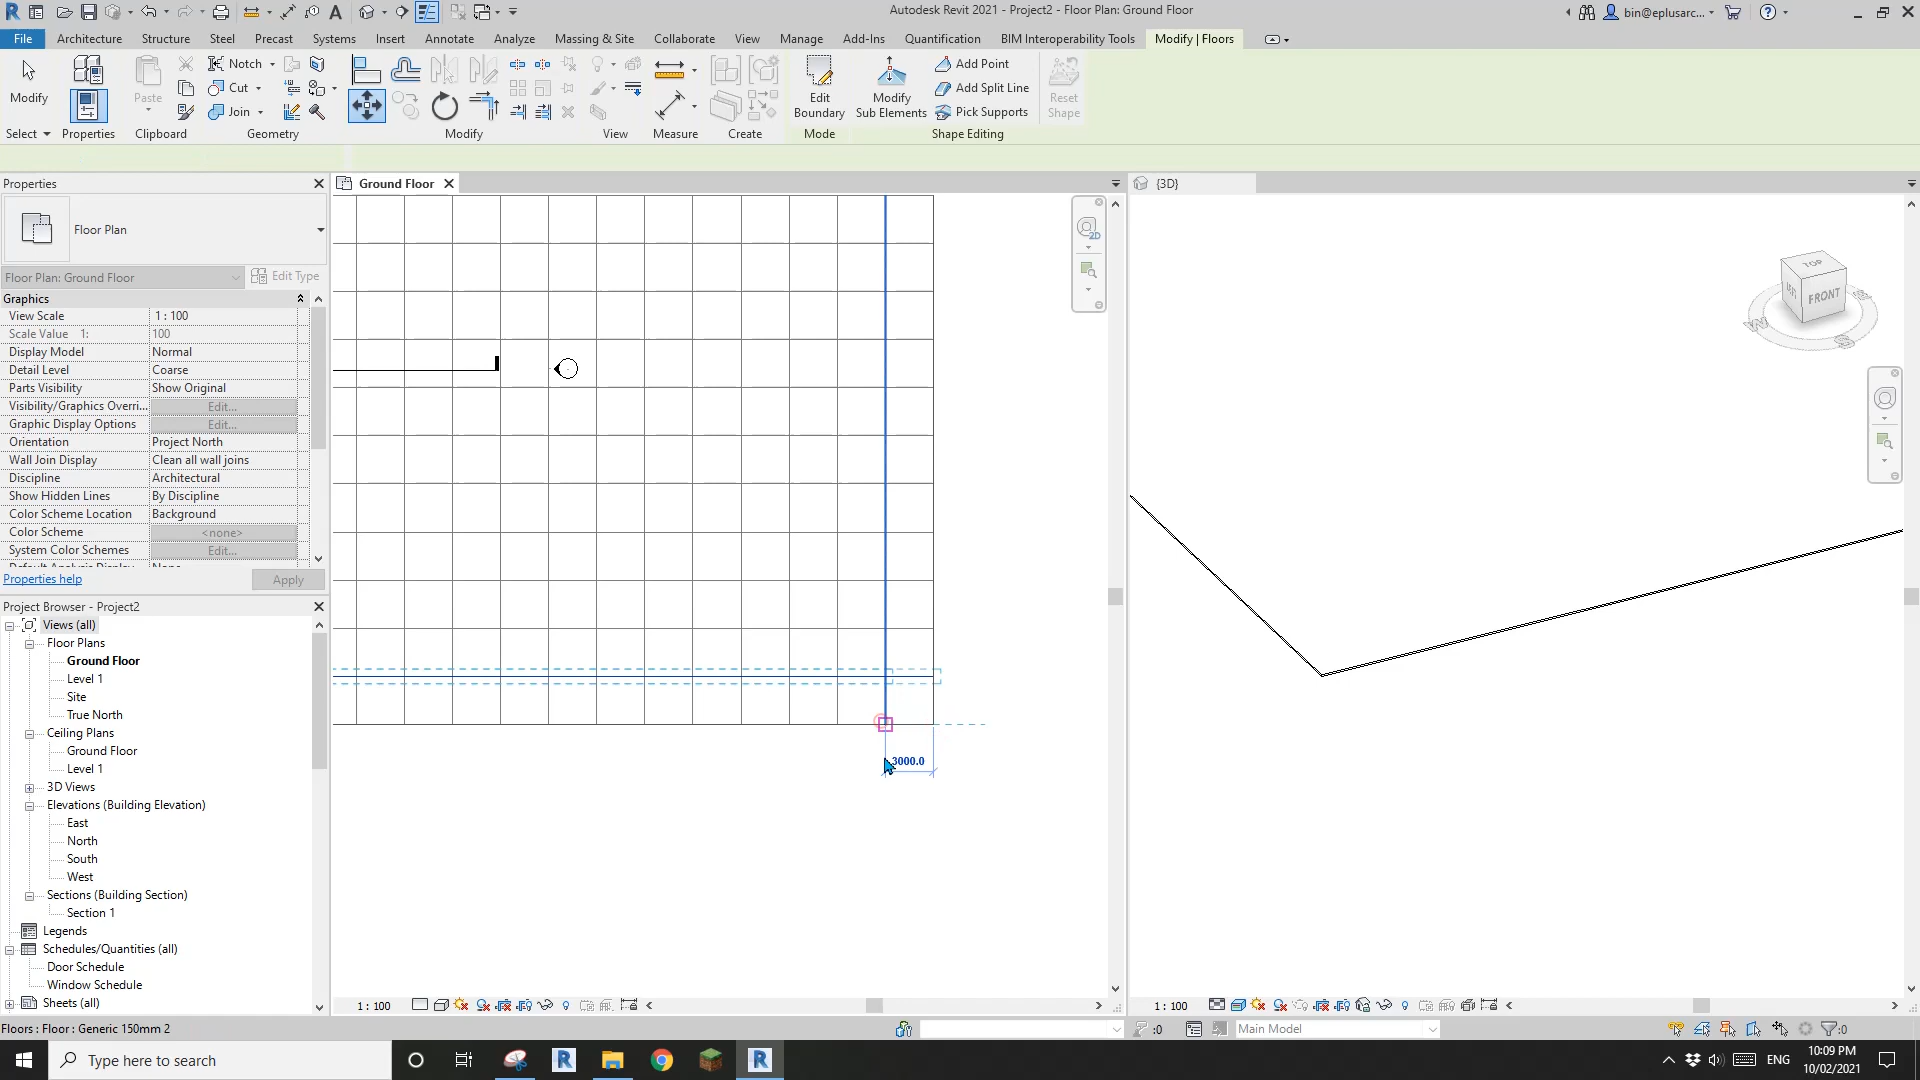 Autodesk Revit 2021 - Project2 - Floor Plan: Ground Floor
bin@eplusarc...
File Architecture Structure Steel Precast Systems Insert Annotate Analyze Massing & Site Collaborate View Manage Add-Ins Quantification BIM Interoperability Tools Modify | Floors
Notch
Add Point
Cut
Add Split Line
Modify
Paste
Edit Boundary
Modify Sub Elements
Reset Shape
Join
Pick Supports
Select Properties Clipboard Geometry Modify View Measure Create Mode Shape Editing
Properties
Ground Floor
{3D}
2D
Floor Plan
TOP
FRONT
Floor Plan: Ground Floor
Edit Type
W
Graphics
View Scale 1 : 100
Scale Value 1: 100
Display Model Normal
Detail Level Coarse
Parts Visibility Show Original
Visibility/Graphics Overri... Edit...
Graphic Display Options Edit...
Orientation Project North
Wall Join Display Clean all wall joins
Discipline Architectural
Show Hidden Lines By Discipline
Color Scheme Location Background
Color Scheme <none>
System Color Schemes Edit...
Properties help
Apply
3000.0
Project Browser - Project2
Views (all)
Floor Plans
Ground Floor
Level 1
Site
True North
Ceiling Plans
Ground Floor
Level 1
3D Views
Elevations (Building Elevation)
East
North
South
West
Sections (Building Section)
Section 1
Legends
Schedules/Quantities (all)
Door Schedule
Window Schedule
Sheets (all)
1 : 100
1 : 100
Floors : Floor : Generic 150mm 2
:0
Main Model
:0
Type here to search
ENG
10:09 PM
10/02/2021